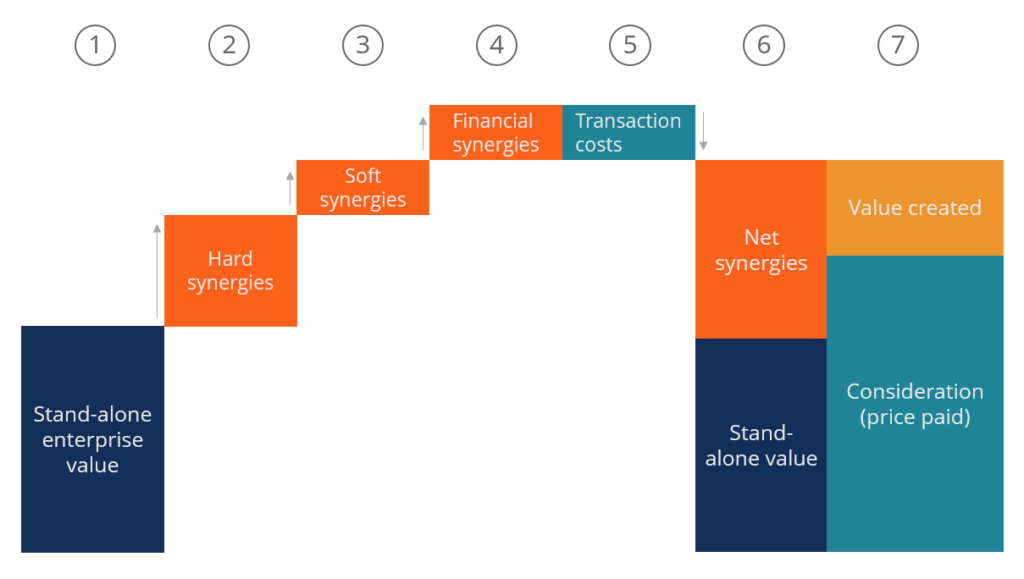 1
2
3
4
5
6
7
Financial
synergies
Transaction
costs
Soft
synergies
Hard
synergies
Net
synergies
Value created
Stand-alone
enterprise
value
Stand-
alone value
Consideration
(price paid)